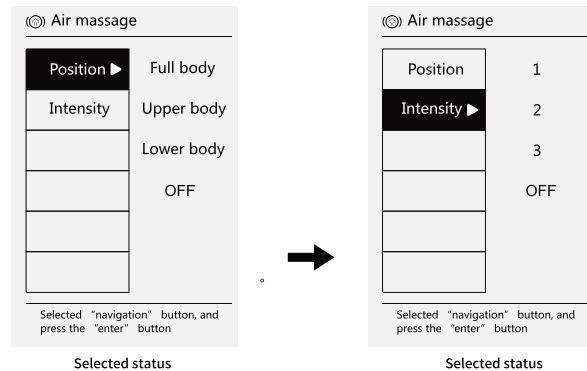 Air massage
Position Full body
Intensity Upper body
Lower body
OFF
Selected “navigation” button, and
press the “enter” button
Selected status
Air massage
Position 1
Intensity 2
3
OFF
Selected “navigation” button, and
press the “enter” button
Selected status